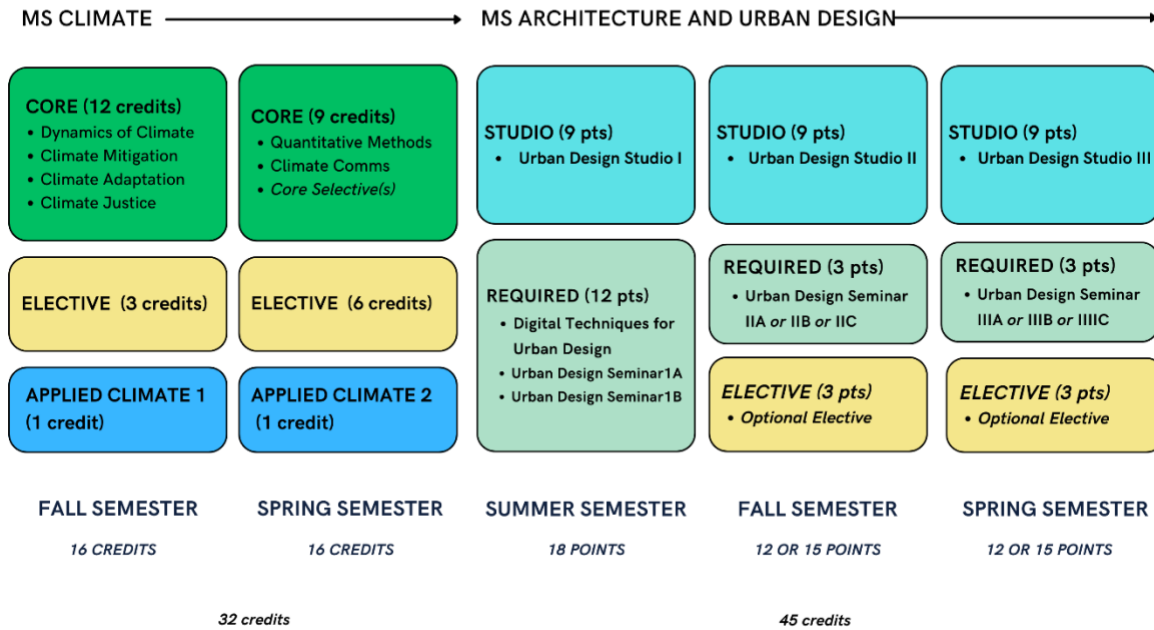 MS CLIMATE
MS ARCHITECTURE AND URBAN DESIGN
CORE (12 credits)
• Dynamics of Climate
• Climate Mitigation
• Climate Adaptation
• Climate Justice
CORE (9 credits)
• Quantitative Methods
• Climate Comms
• Core Selective(s)
STUDIO (9 pts)
• Urban Design Studio I
STUDIO (9 pts)
• Urban Design Studio II
STUDIO (9 pts)
• Urban Design Studio III
ELECTIVE (3 credits)
ELECTIVE (6 credits)
REQUIRED (12 pts)
• Digital Techniques for
Urban Design
• Urban Design Seminar1A
• Urban Design Seminar1B
REQUIRED (3 pts)
• Urban Design Seminar
IIA or IIB or IIC
REQUIRED (3 pts)
• Urban Design Seminar
IIIA or IIIB or IIIIC
APPLIED CLIMATE 1
(1 credit)
APPLIED CLIMATE 2
(1 credit)
ELECTIVE (3 pts)
• Optional Elective
ELECTIVE (3 pts)
• Optional Elective
FALL SEMESTER
SPRING SEMESTER
SUMMER SEMESTER
FALL SEMESTER
SPRING SEMESTER
16 CREDITS
16 CREDITS
18 POINTS
12 OR 15 POINTS
12 OR 15 POINTS
32 credits
45 credits